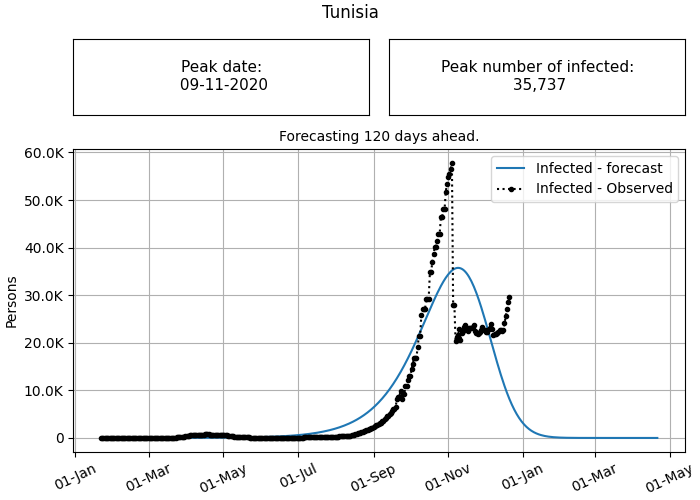 Tunisia
Peak date:
09-11-2020
Peak number of infected:
35,737
Forecasting 120 days ahead.
60.0K
50.0K
40.0K
30.0K
20.0K
10.0K
0
Persons
Infected - forecast
Infected - Observed
01-Jan
01-Mar
01-May
01-Jul
01-Sep
01-Nov
01-Jan
01-Mar
01-May